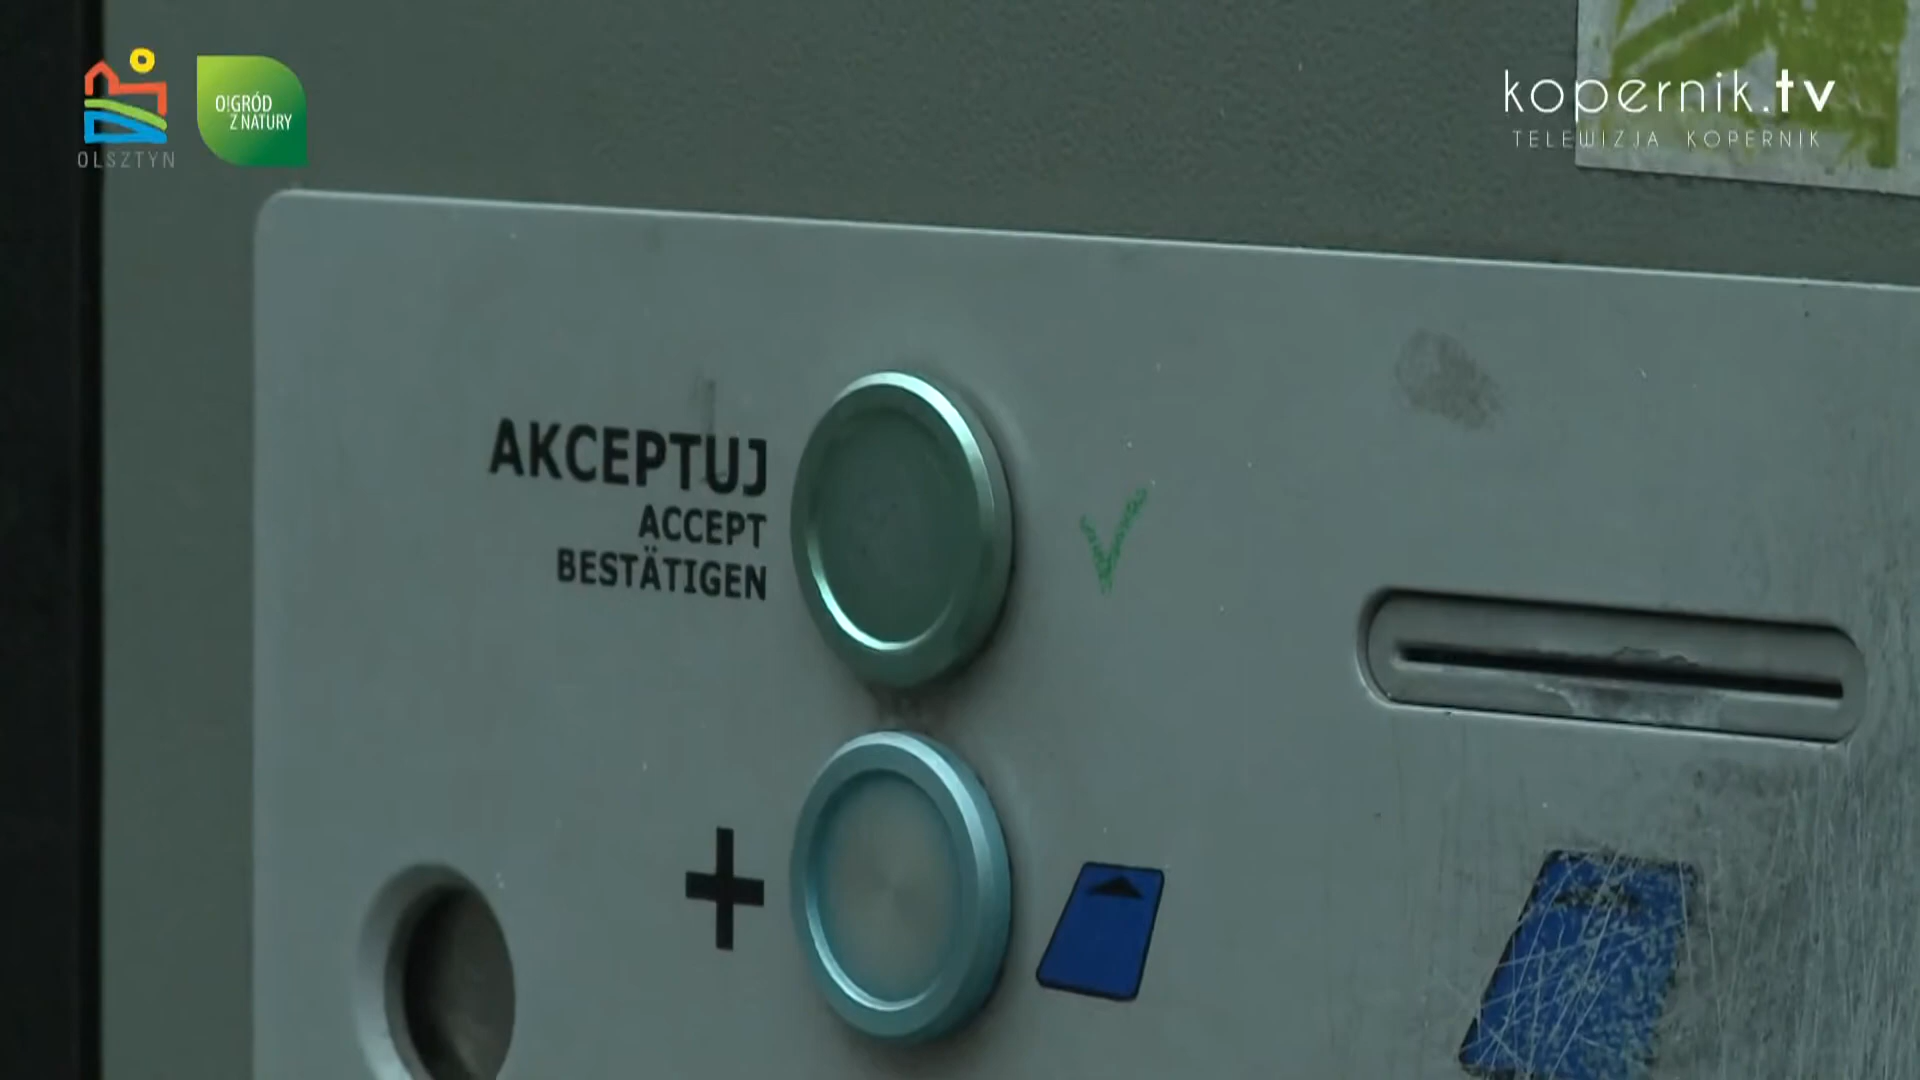 OLSZTYN
O!GRÓD
Z NATURY
kopernik.tv
TELEWIZJA KOPERNIK
AKCEPTUJ
ACCEPT
BESTÄTIGEN
+